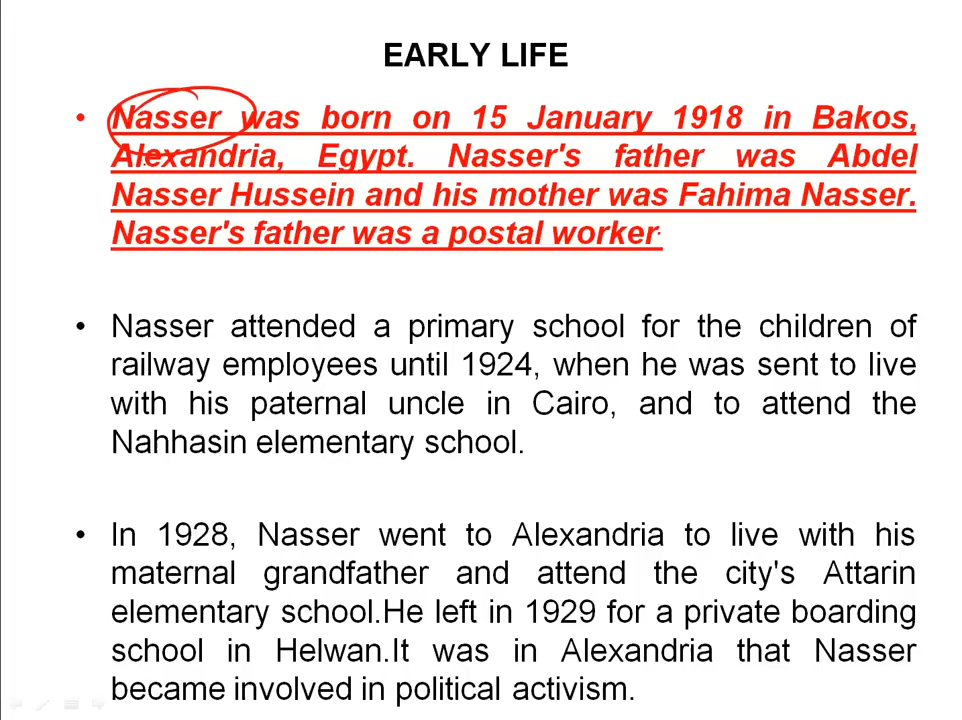 EARLY LIFE
• Nasser was born on 15 January 1918 in Bakos,
Alexandria, Egypt. Nasser's father was Abdel
Nasser Hussein and his mother was Fahima Nasser.
Nasser's father was a postal worker.
• Nasser attended a primary school for the children of
railway employees until 1924, when he was sent to live
with his paternal uncle in Cairo, and to attend the
Nahhasin elementary school.
• In 1928, Nasser went to Alexandria to live with his
maternal grandfather and attend the city's Attarin
elementary school.He left in 1929 for a private boarding
school in Helwan.It was in Alexandria that Nasser
became involved in political activism.